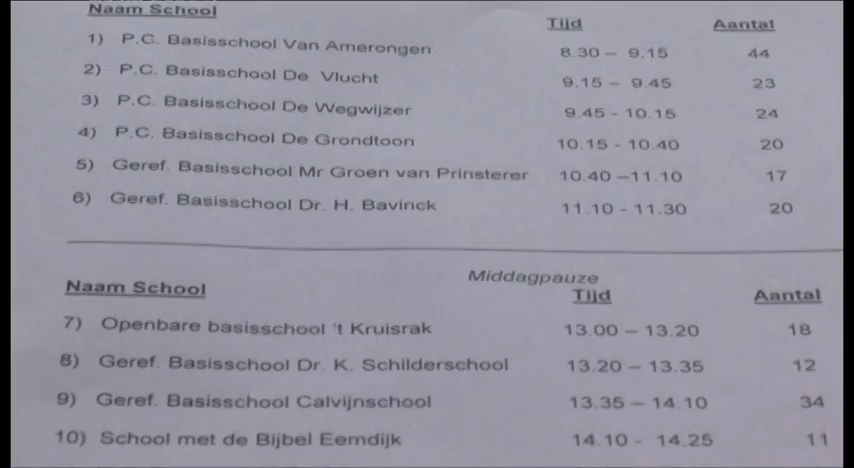 Naam School Tijd Aantal
1) P.C. Basisschool Van Amerongen 8.30 – 9.15 44
2) P.C. Basisschool De Vlucht 9.15 – 9.45 23
3) P.C. Basisschool De Wegwijzer 9.45 - 10.15 24
4) P.C. Basisschool De Grondtoon 10.15 - 10.40 20
5) Geref. Basisschool Mr Groen van Prinsterer 10.40 –11.10 17
6) Geref. Basisschool Dr. H. Bavinck 11.10 - 11.30 20
Middagpauze
Naam School Tijd Aantal
7) Openbare basisschool 't Kruisrak 13.00 – 13.20 18
8) Geref. Basisschool Dr. K. Schilderschool 13.20 – 13.35 12
9) Geref. Basisschool Calvijnschool 13.35 – 14.10 34
10) School met de Bijbel Eemdijk 14.10 - 14.25 11